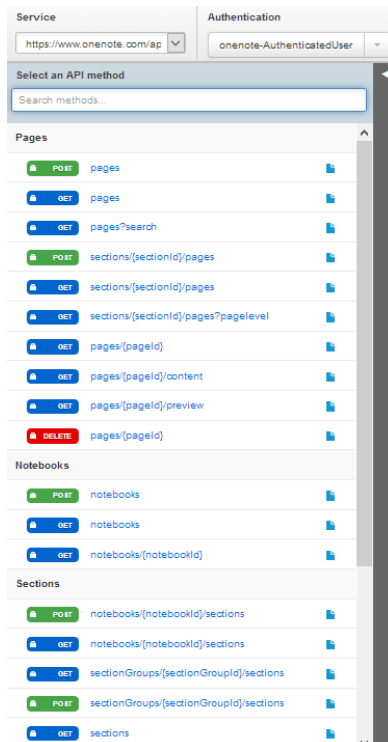 Service
Authentication
https://www.onenote.com/ap
onenote-AuthenticatedUser
Select an API method
Search methods...
Pages
POST pages
GET pages
GET pages?search
POST sections/{sectionId}/pages
GET sections/{sectionId}/pages
GET sections/{sectionId}/pages?pagelevel
GET pages/{pageId}
GET pages/{pageId}/content
GET pages/{pageId}/preview
DELETE pages/{pageId}
Notebooks
POST notebooks
GET notebooks
GET notebooks/{notebookId}
Sections
POST notebooks/{notebookId}/sections
GET notebooks/{notebookId}/sections
GET sectionGroups/{sectionGroupId}/sections
POST sectionGroups/{sectionGroupId}/sections
GET sections